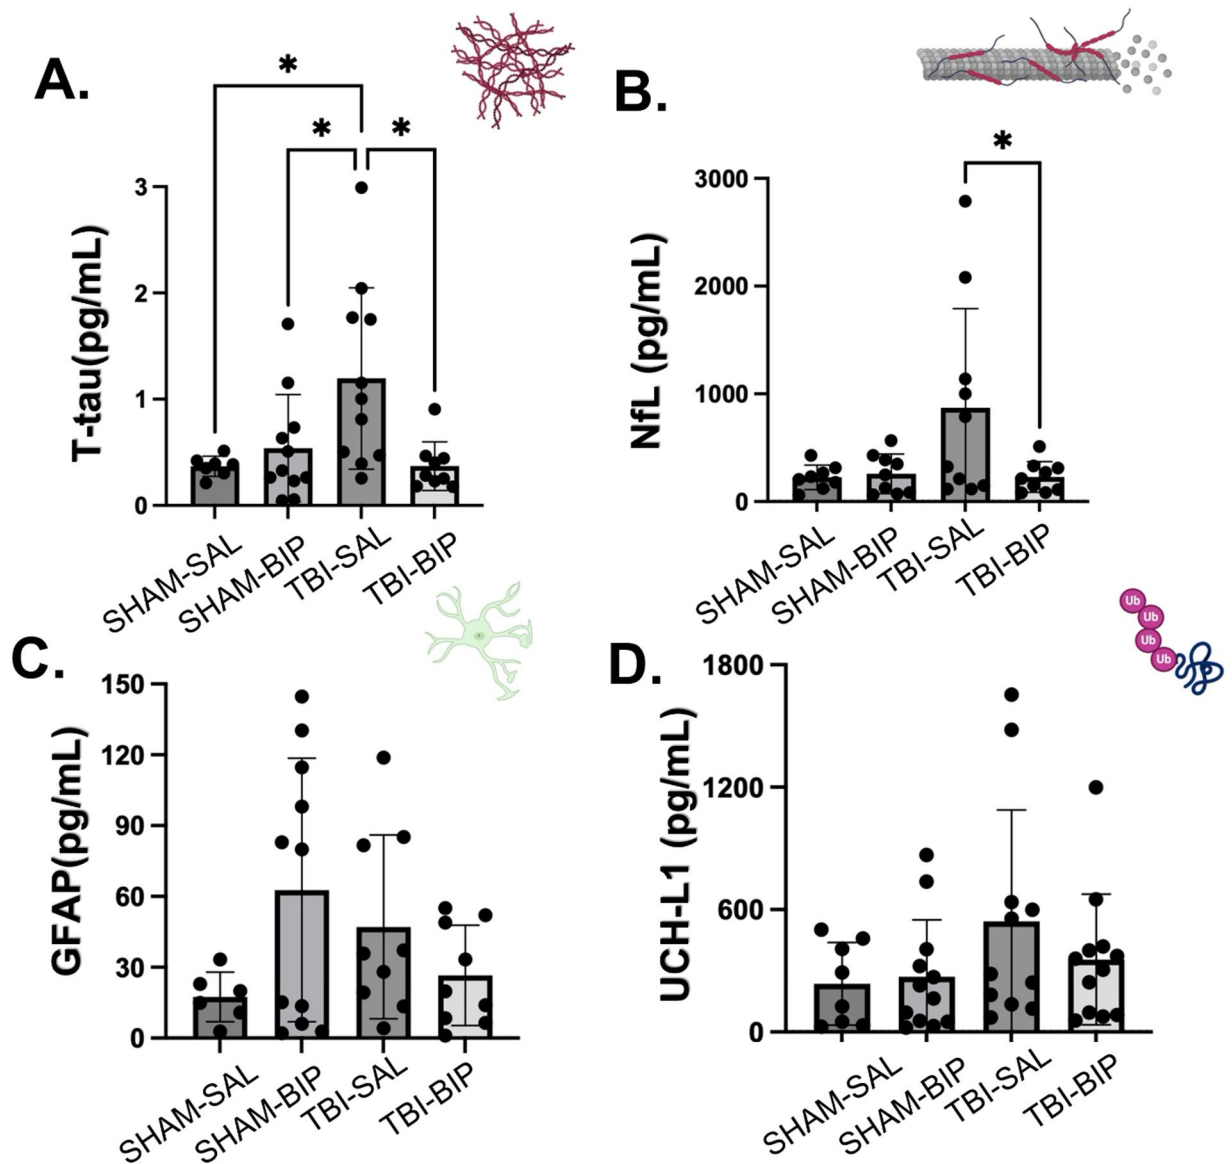 A.
*
* *
T-tau(pg/mL)
3
2
1
0
SHAM-SAL
SHAM-BIP
TBI-SAL
TBI-BIP
B.
*
NfL (pg/mL)
3000
2000
1000
0
SHAM-SAL
SHAM-BIP
TBI-SAL
TBI-BIP
C.
GFAP(pg/mL)
150
120
90
60
30
0
SHAM-SAL
SHAM-BIP
TBI-SAL
TBI-BIP
D.
Ub
Ub
Ub
Ub
UCH-L1 (pg/mL)
1800
1200
600
0
SHAM-SAL
SHAM-BIP
TBI-SAL
TBI-BIP